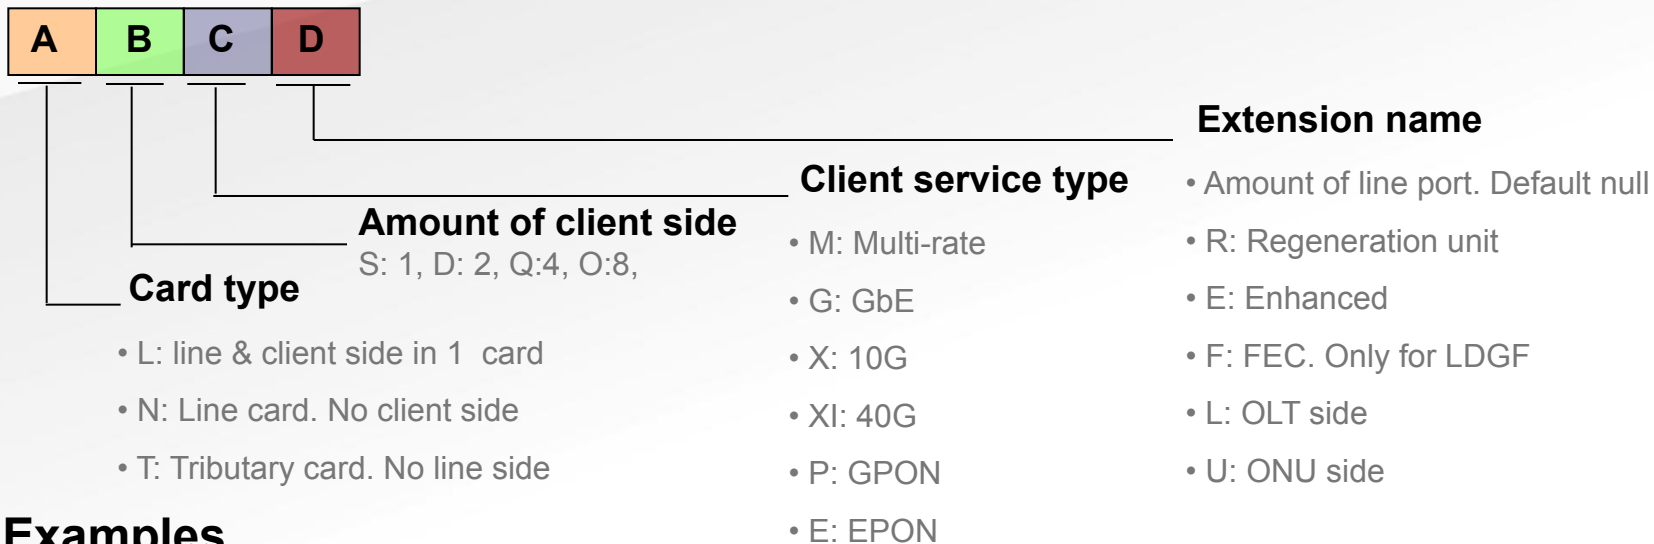 A B C D
Extension name
• Amount of line port. Default null
• R: Regeneration unit
• E: Enhanced
• F: FEC. Only for LDGF
• L: OLT side
• U: ONU side
Client service type
• M: Multi-rate
• G: GbE
• X: 10G
• XI: 40G
• P: GPON
• E: EPON
Amount of client side
S: 1, D: 2, Q:4, O:8,
Card type
• L: line & client side in 1 card
• N: Line card. No client side
• T: Tributary card. No line side
Examples